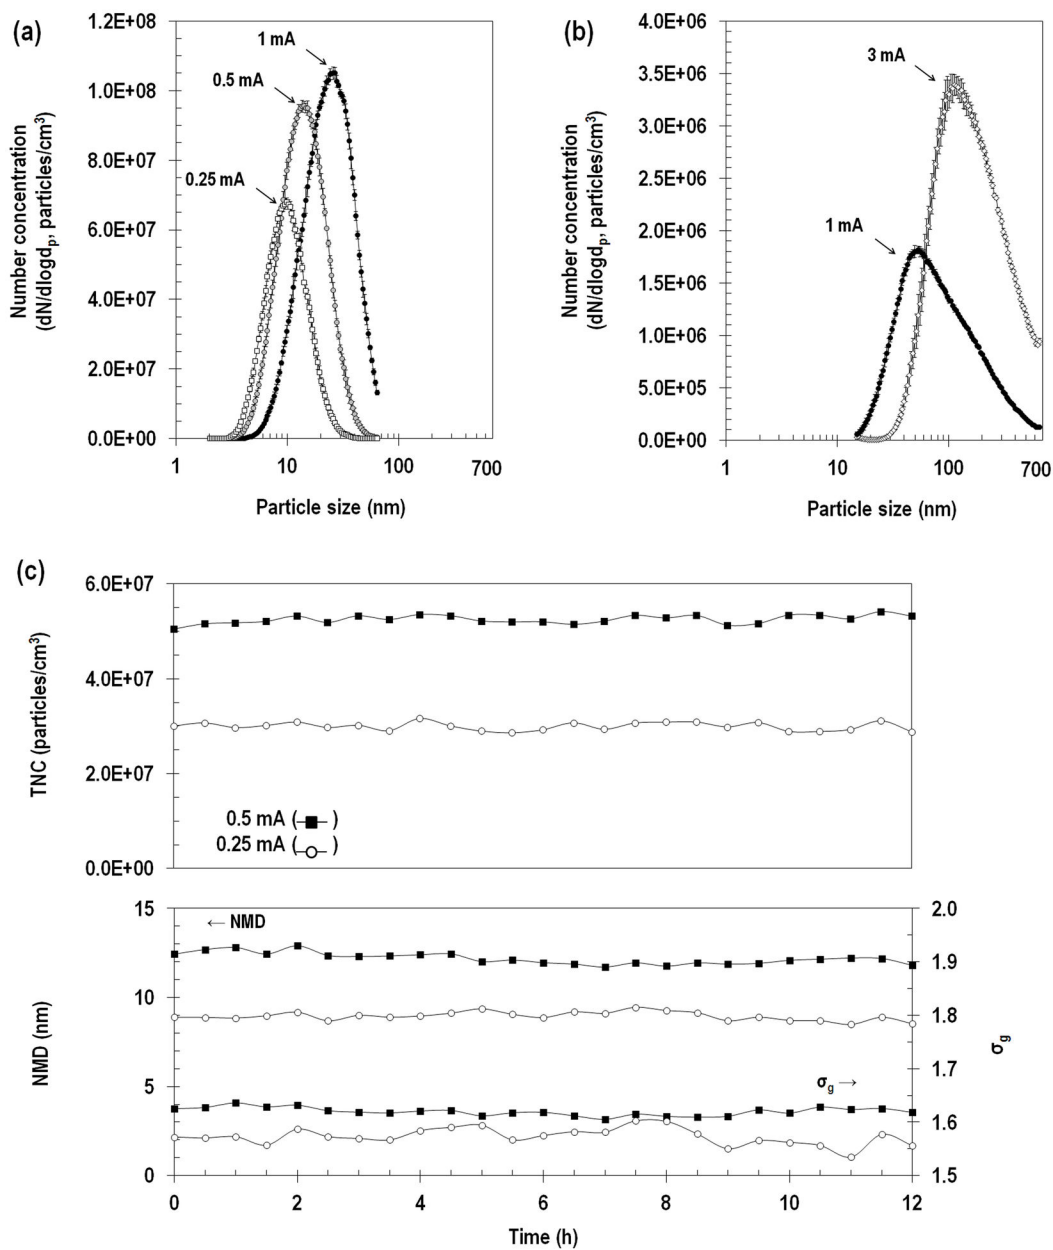 (a)
Number concentration
(dN/dlogdp, particles/cm3)
1.2E+08
1.0E+08
8.0E+07
6.0E+07
4.0E+07
2.0E+07
0.0E+00
1 mA
0.5 mA
0.25 mA
1 10 100 700
Particle size (nm)
(b)
Number concentration
(dN/dlogdp, particles/cm3)
4.0E+06
3.5E+06
3.0E+06
2.5E+06
2.0E+06
1.5E+06
1.0E+06
5.0E+05
0.0E+00
3 mA
1 mA
1 10 100 700
Particle size (nm)
(c)
TNC (particles/cm3)
6.0E+07
4.0E+07
2.0E+07
0.0E+00
0.5 mA (—■—)
0.25 mA (—○—)
NMD (nm)
15
10
5
0
← NMD
σg →
2.0
1.9
1.8
1.7
1.6
1.5
σg
0 2 4 6 8 10 12
Time (h)